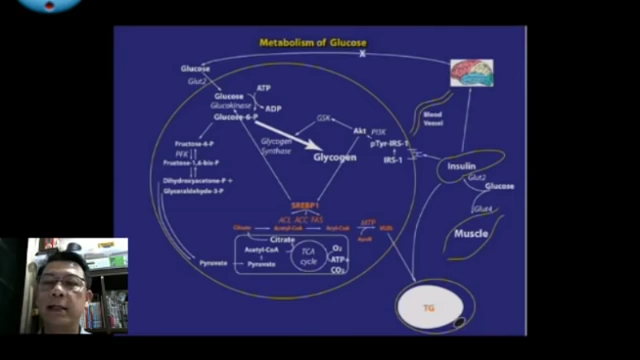 Metabolism of Glucose
X
Glucose
Glut2
Glucose
ATP
Glucokinase
ADP
Glucose-6-P
GSK
Akt
PI3K
Blood
Vessel
Glycogen
Synthase
pTyr-IRS-1
Fructose-6-P
PFK
Glycogen
IRS-1
Fructose-1,6-bis-P
Insulin
Glut2
Glucose
Dihydroxyacetone-P +
Glyceraldehyde-3-P
SREBP1
Glut4
ACL ACC FAS
MTP
Muscle
Citrate
Acetyl-CoA
Acyl-CoA
Citrate
Acetyl-CoA
TCA
cycle
O₂
ATP+
CO₂
Pyruvate
Pyruvate
TG